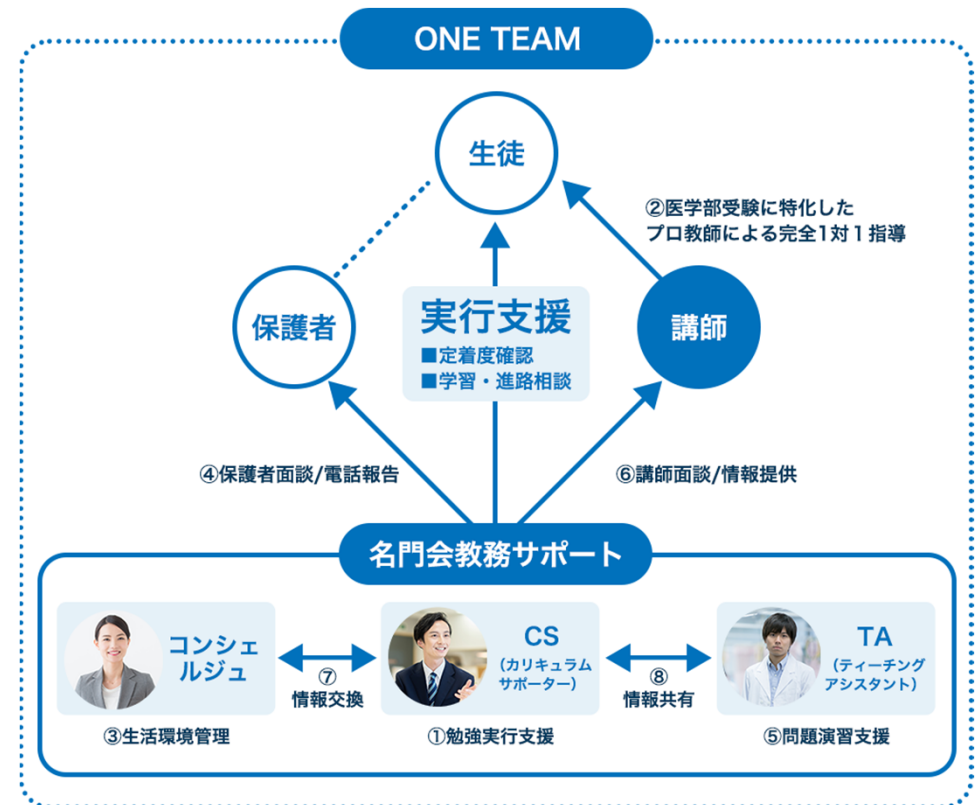 ONE TEAM
生徒
②医学部受験に特化した
プロ教師による完全1対1指導
保護者
実行支援
■定着度確認
■学習・進路相談
講師
④保護者面談/電話報告
⑥講師面談/情報提供
名門会教務サポート
コンシェ
ルジュ
⑦
情報交換
CS
（カリキュラム
サポーター）
⑧
情報共有
TA
（ティーチング
アシスタント）
③生活環境管理
①勉強実行支援
⑤問題演習支援